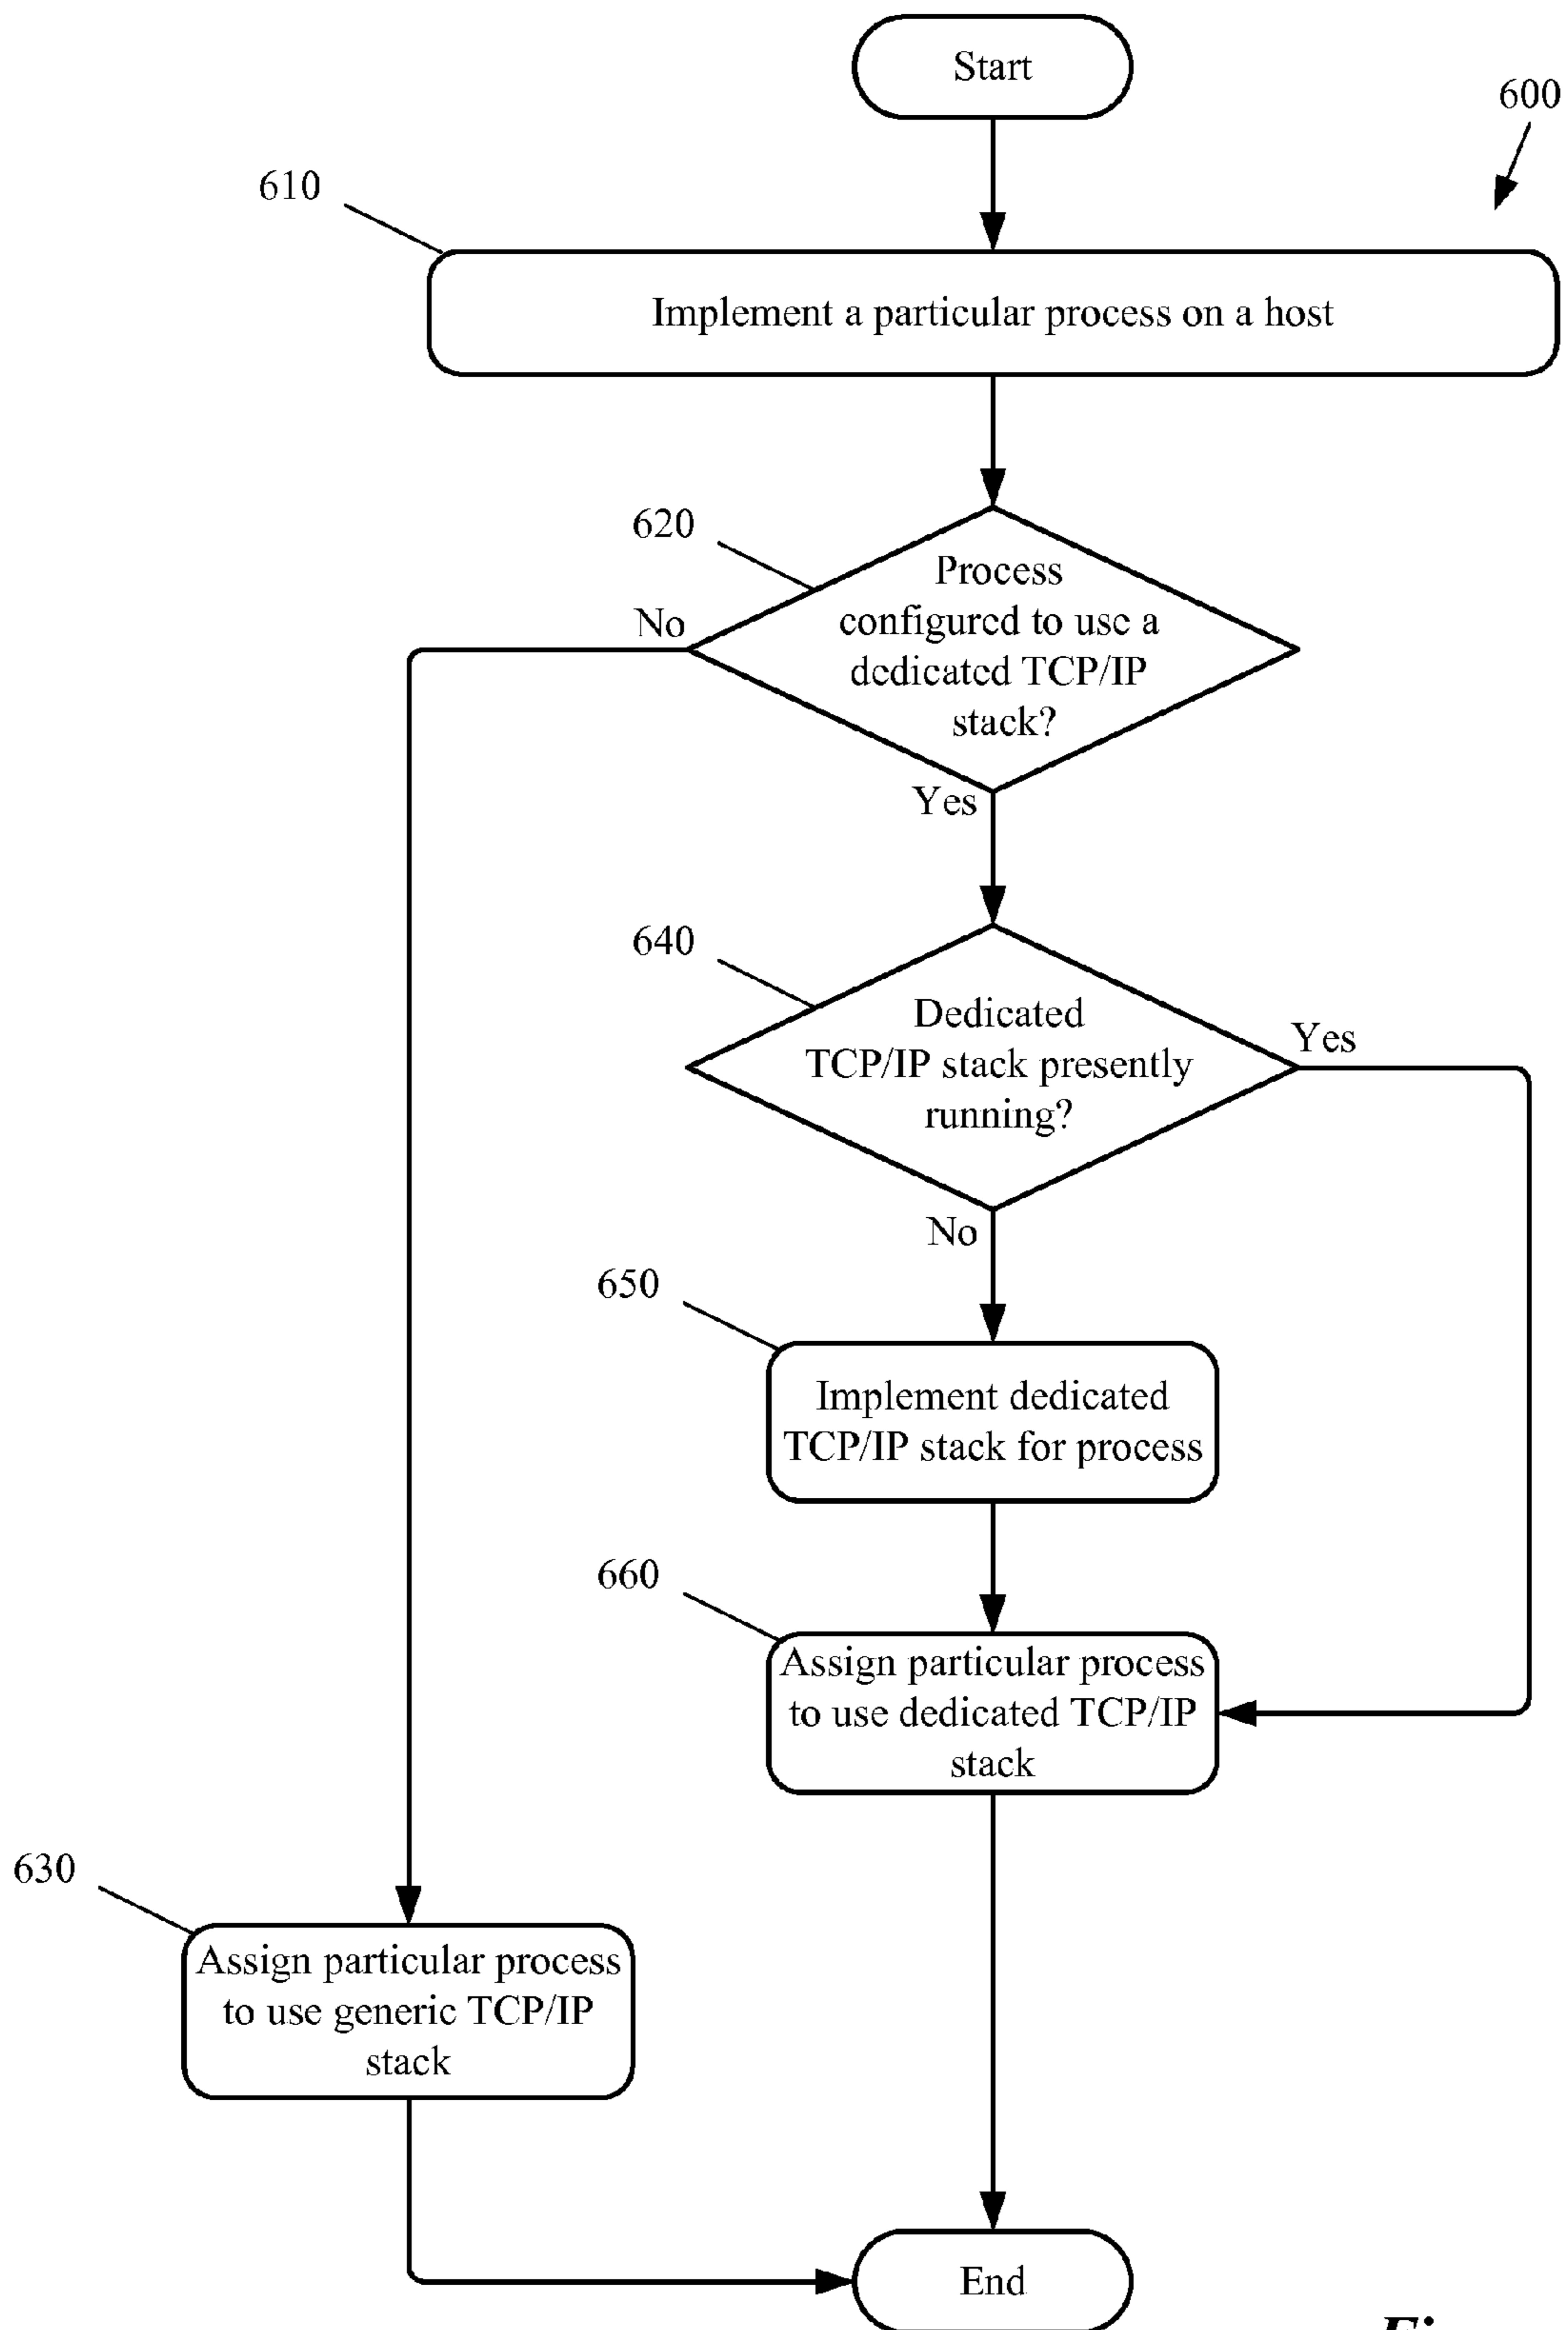 Start
600
610
Implement a particular process on a host
620
Process
configured to use a
dedicated TCP/IP
stack?
No
Yes
640
Dedicated
TCP/IP stack presently
running?
Yes
No
650
Implement dedicated
TCP/IP stack for process
660
Assign particular process
to use dedicated TCP/IP
stack
630
Assign particular process
to use generic TCP/IP
stack
End